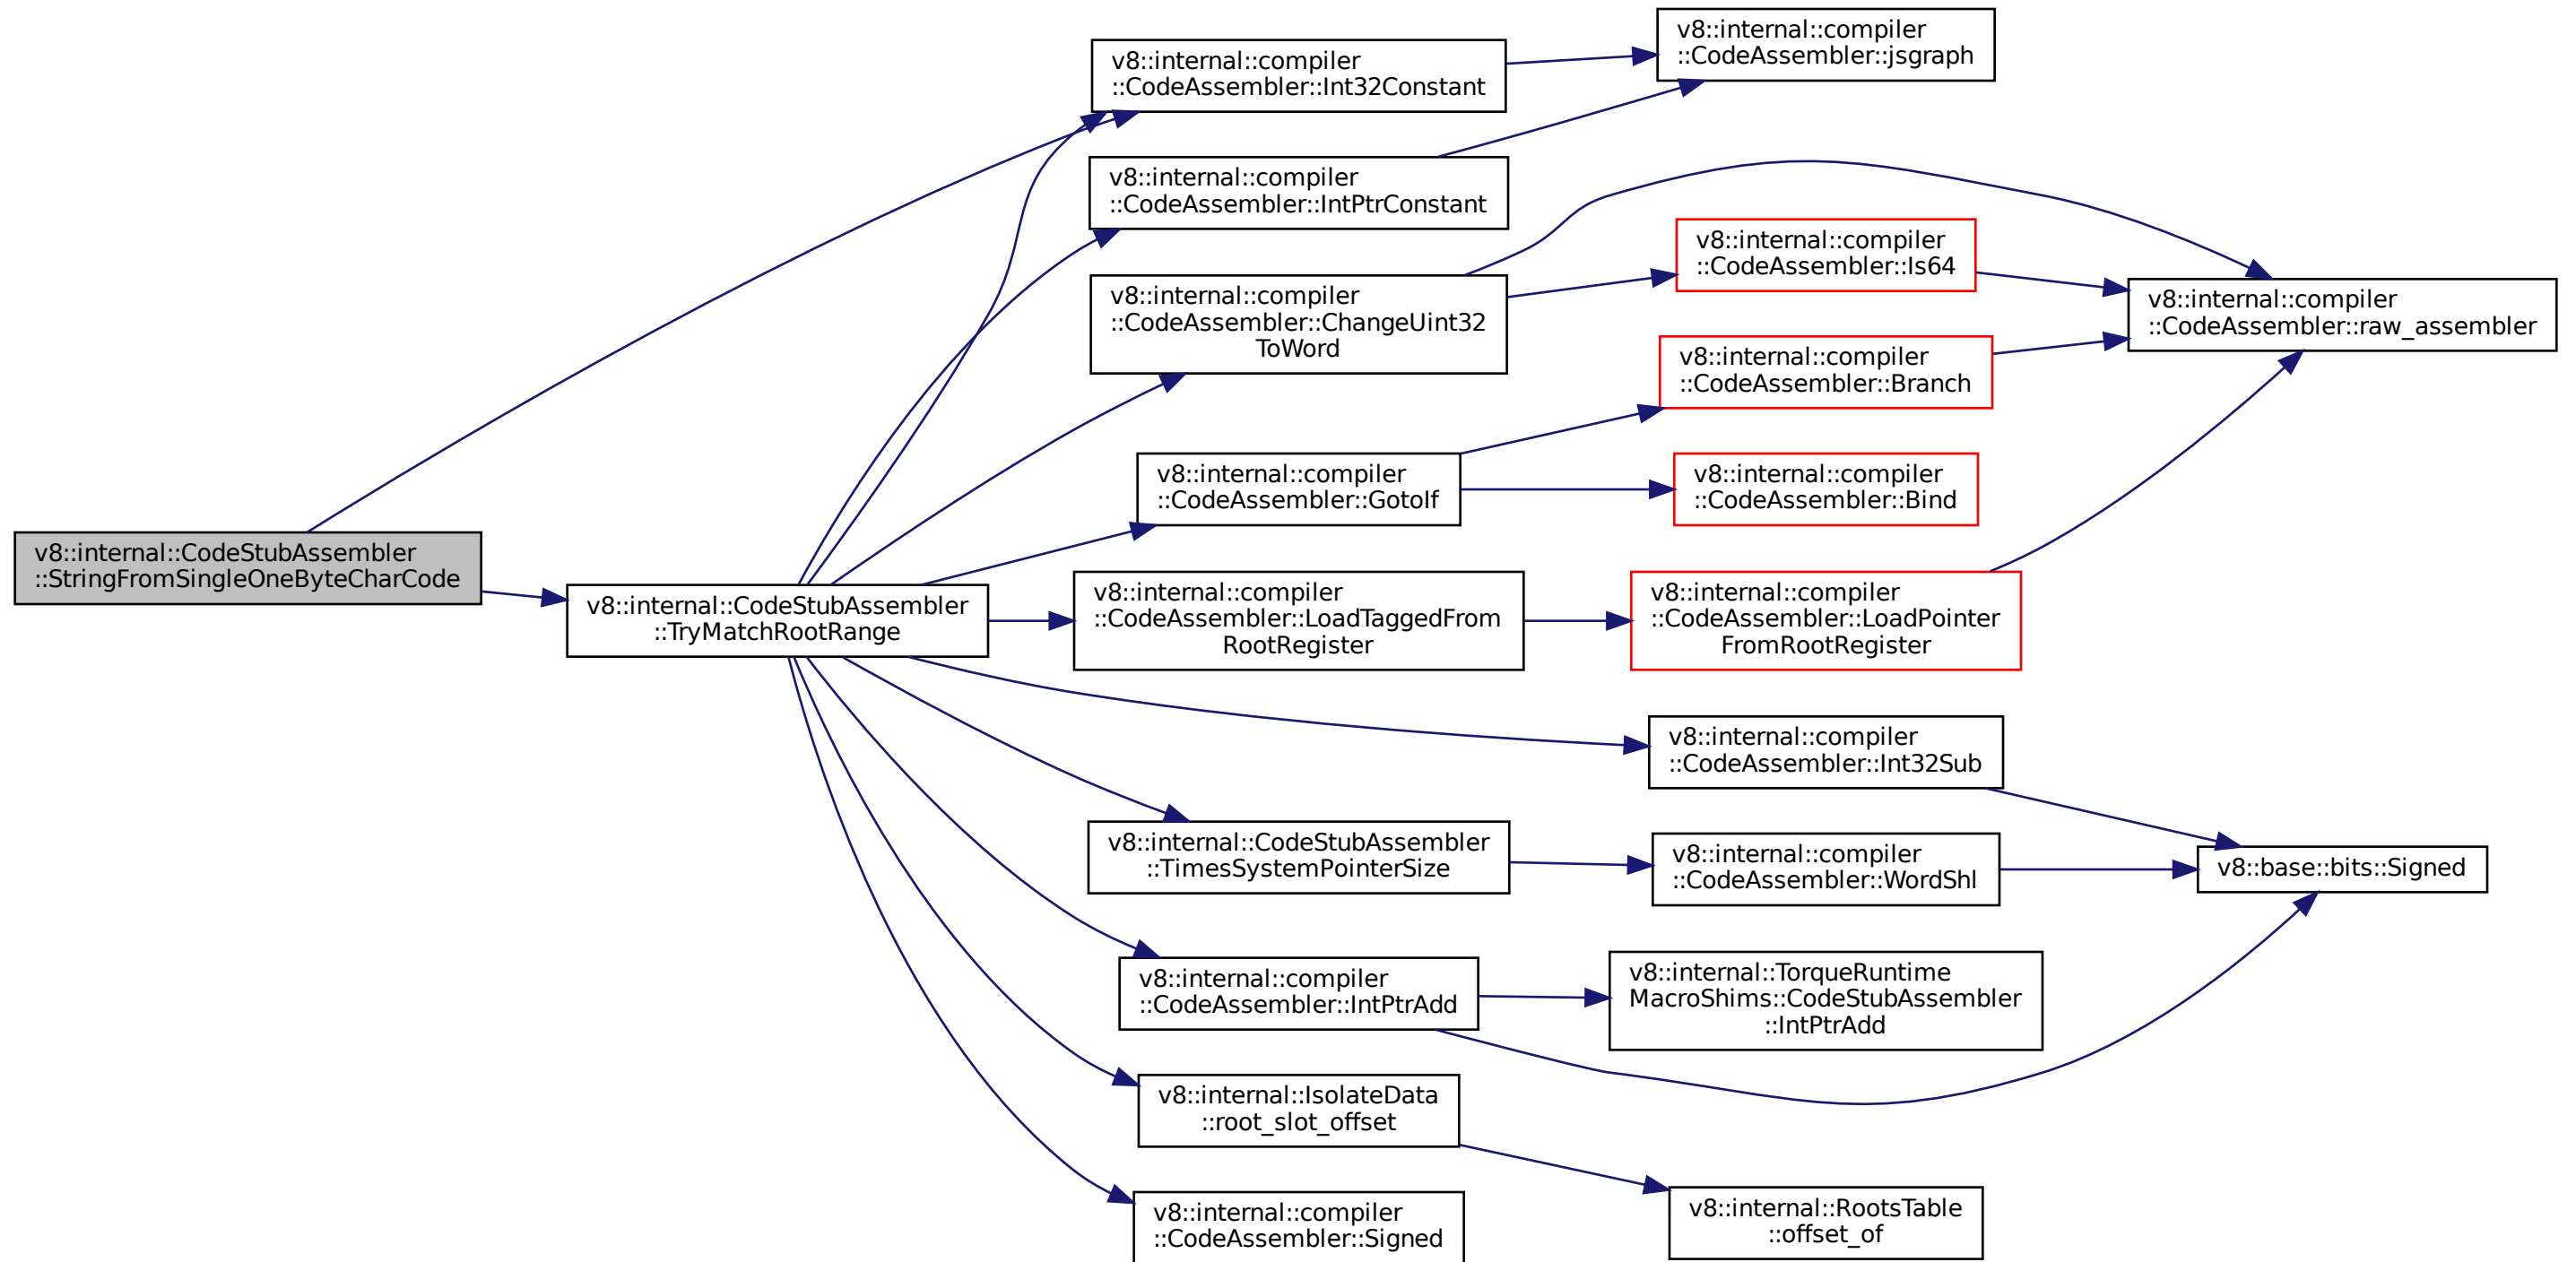 v8::internal::CodeStubAssembler
::StringFromSingleOneByteCharCode
v8::internal::CodeStubAssembler
::TryMatchRootRange
v8::internal::compiler
::CodeAssembler::Int32Constant
v8::internal::compiler
::CodeAssembler::IntPtrConstant
v8::internal::compiler
::CodeAssembler::ChangeUint32
ToWord
v8::internal::compiler
::CodeAssembler::GotoIf
v8::internal::compiler
::CodeAssembler::LoadTaggedFrom
RootRegister
v8::internal::CodeStubAssembler
::TimesSystemPointerSize
v8::internal::compiler
::CodeAssembler::IntPtrAdd
v8::internal::IsolateData
::root_slot_offset
v8::internal::compiler
::CodeAssembler::Signed
v8::internal::compiler
::CodeAssembler::jsgraph
v8::internal::compiler
::CodeAssembler::Is64
v8::internal::compiler
::CodeAssembler::Branch
v8::internal::compiler
::CodeAssembler::Bind
v8::internal::compiler
::CodeAssembler::LoadPointer
FromRootRegister
v8::internal::compiler
::CodeAssembler::Int32Sub
v8::internal::compiler
::CodeAssembler::WordShl
v8::internal::TorqueRuntime
MacroShims::CodeStubAssembler
::IntPtrAdd
v8::internal::RootsTable
::offset_of
v8::internal::compiler
::CodeAssembler::raw_assembler
v8::base::bits::Signed